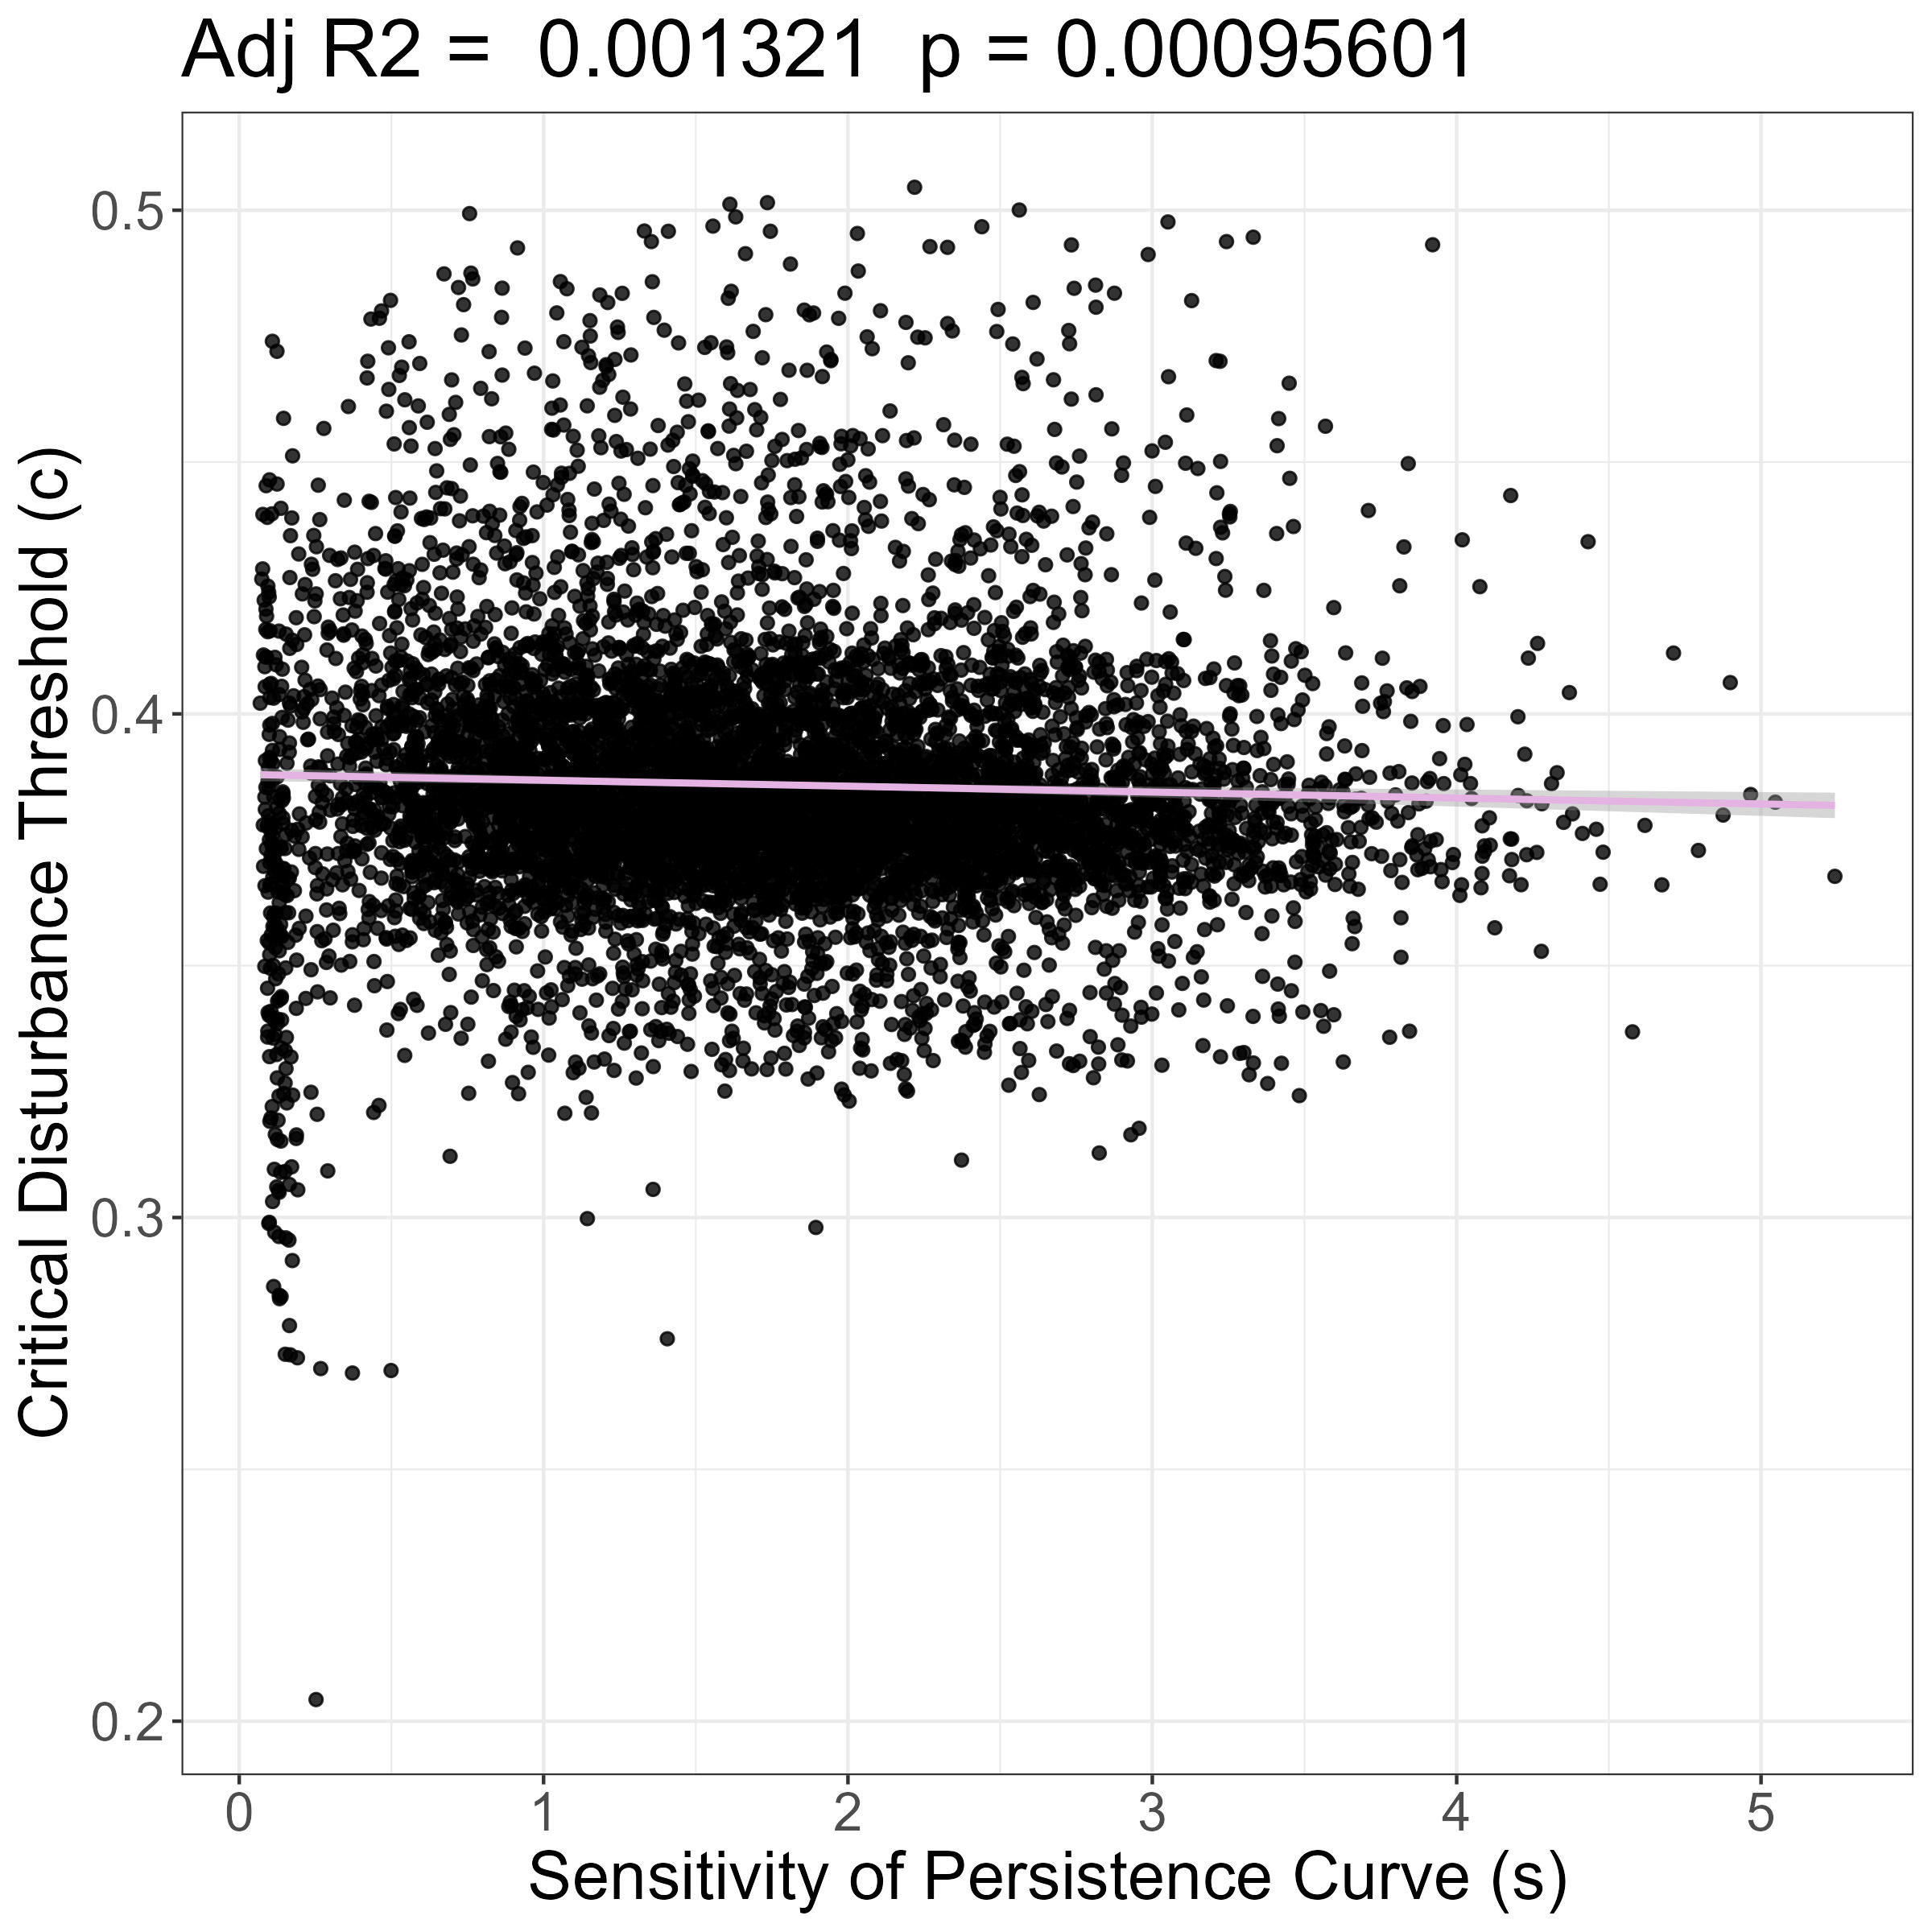 Adj R2 =  0.001321  p = 0.00095601
Critical Disturbance Threshold (c)
0.5
0.4
0.3
0.2
0 1 2 3 4 5
Sensitivity of Persistence Curve (s)